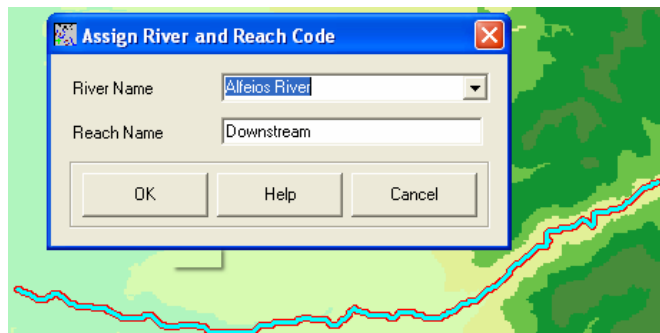 Assign River and Reach Code
River Name
Alfeios River
Reach Name
Downstream
OK
Help
Cancel